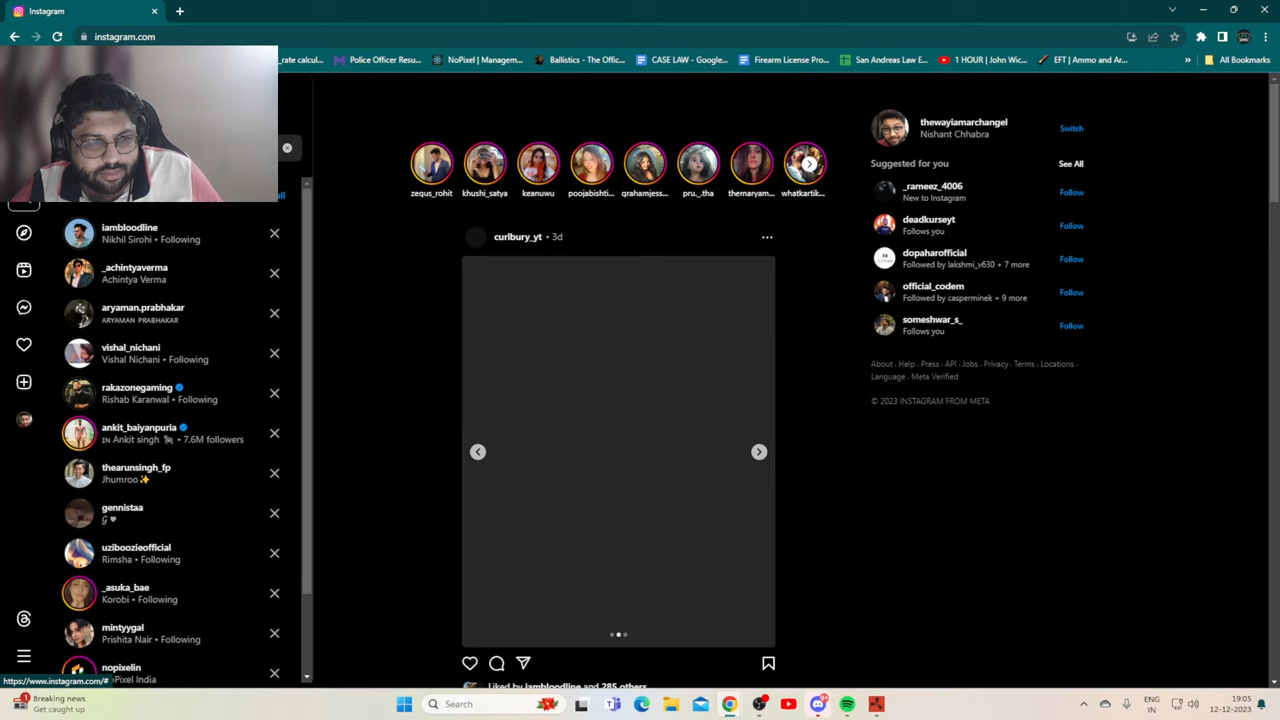 Instagram
instagram.com
_rate calcul...
Police Officer Resu...
NoPixel | Managem...
Ballistics - The Offic...
CASE LAW - Google...
Firearm License Pro...
San Andreas Law E...
1 HOUR | John Wic...
EFT | Ammo and Ar...
»
All Bookmarks
iambloodline
Nikhil Sirohi • Following
_achintyaverma
Achintya Verma
aryaman.prabhakar
ARYAMAN PRABHAKAR
vishal_nichani
Vishal Nichani • Following
rakazonegaming
Rishab Karanwal • Following
ankit_baiyanpuria
IN Ankit singh • 7.6M followers
thearunsingh_fp
Jhumroo✨
gennistaa
uziboozieofficial
Rimsha • Following
_asuka_bae
Korobi • Following
mintyygal
Prishita Nair • Following
nopixelin
Pixel India
https://www.instagram.com/#
zequs_rohit
khushi_satya
keanuwu
poojabishti...
qrahamjess...
pru._.tha
themaryam...
whatkartik...
curlbury_yt • 3d
Liked by iambloodline and 285 others
thewayiamarchangel
Nishant Chhabra
Switch
Suggested for you
See All
_rameez_4006
New to Instagram
Follow
deadkurseyt
Follows you
Follow
dopaharofficial
Followed by lakshmi_v630 + 7 more
Follow
official_codem
Followed by casperminek + 9 more
Follow
someshwar_s_
Follows you
Follow
About · Help · Press · API · Jobs · Privacy · Terms · Locations ·
Language · Meta Verified
© 2023 INSTAGRAM FROM META
1
Breaking news
Get caught up
Search
ENG
IN
19:05
12-12-2023